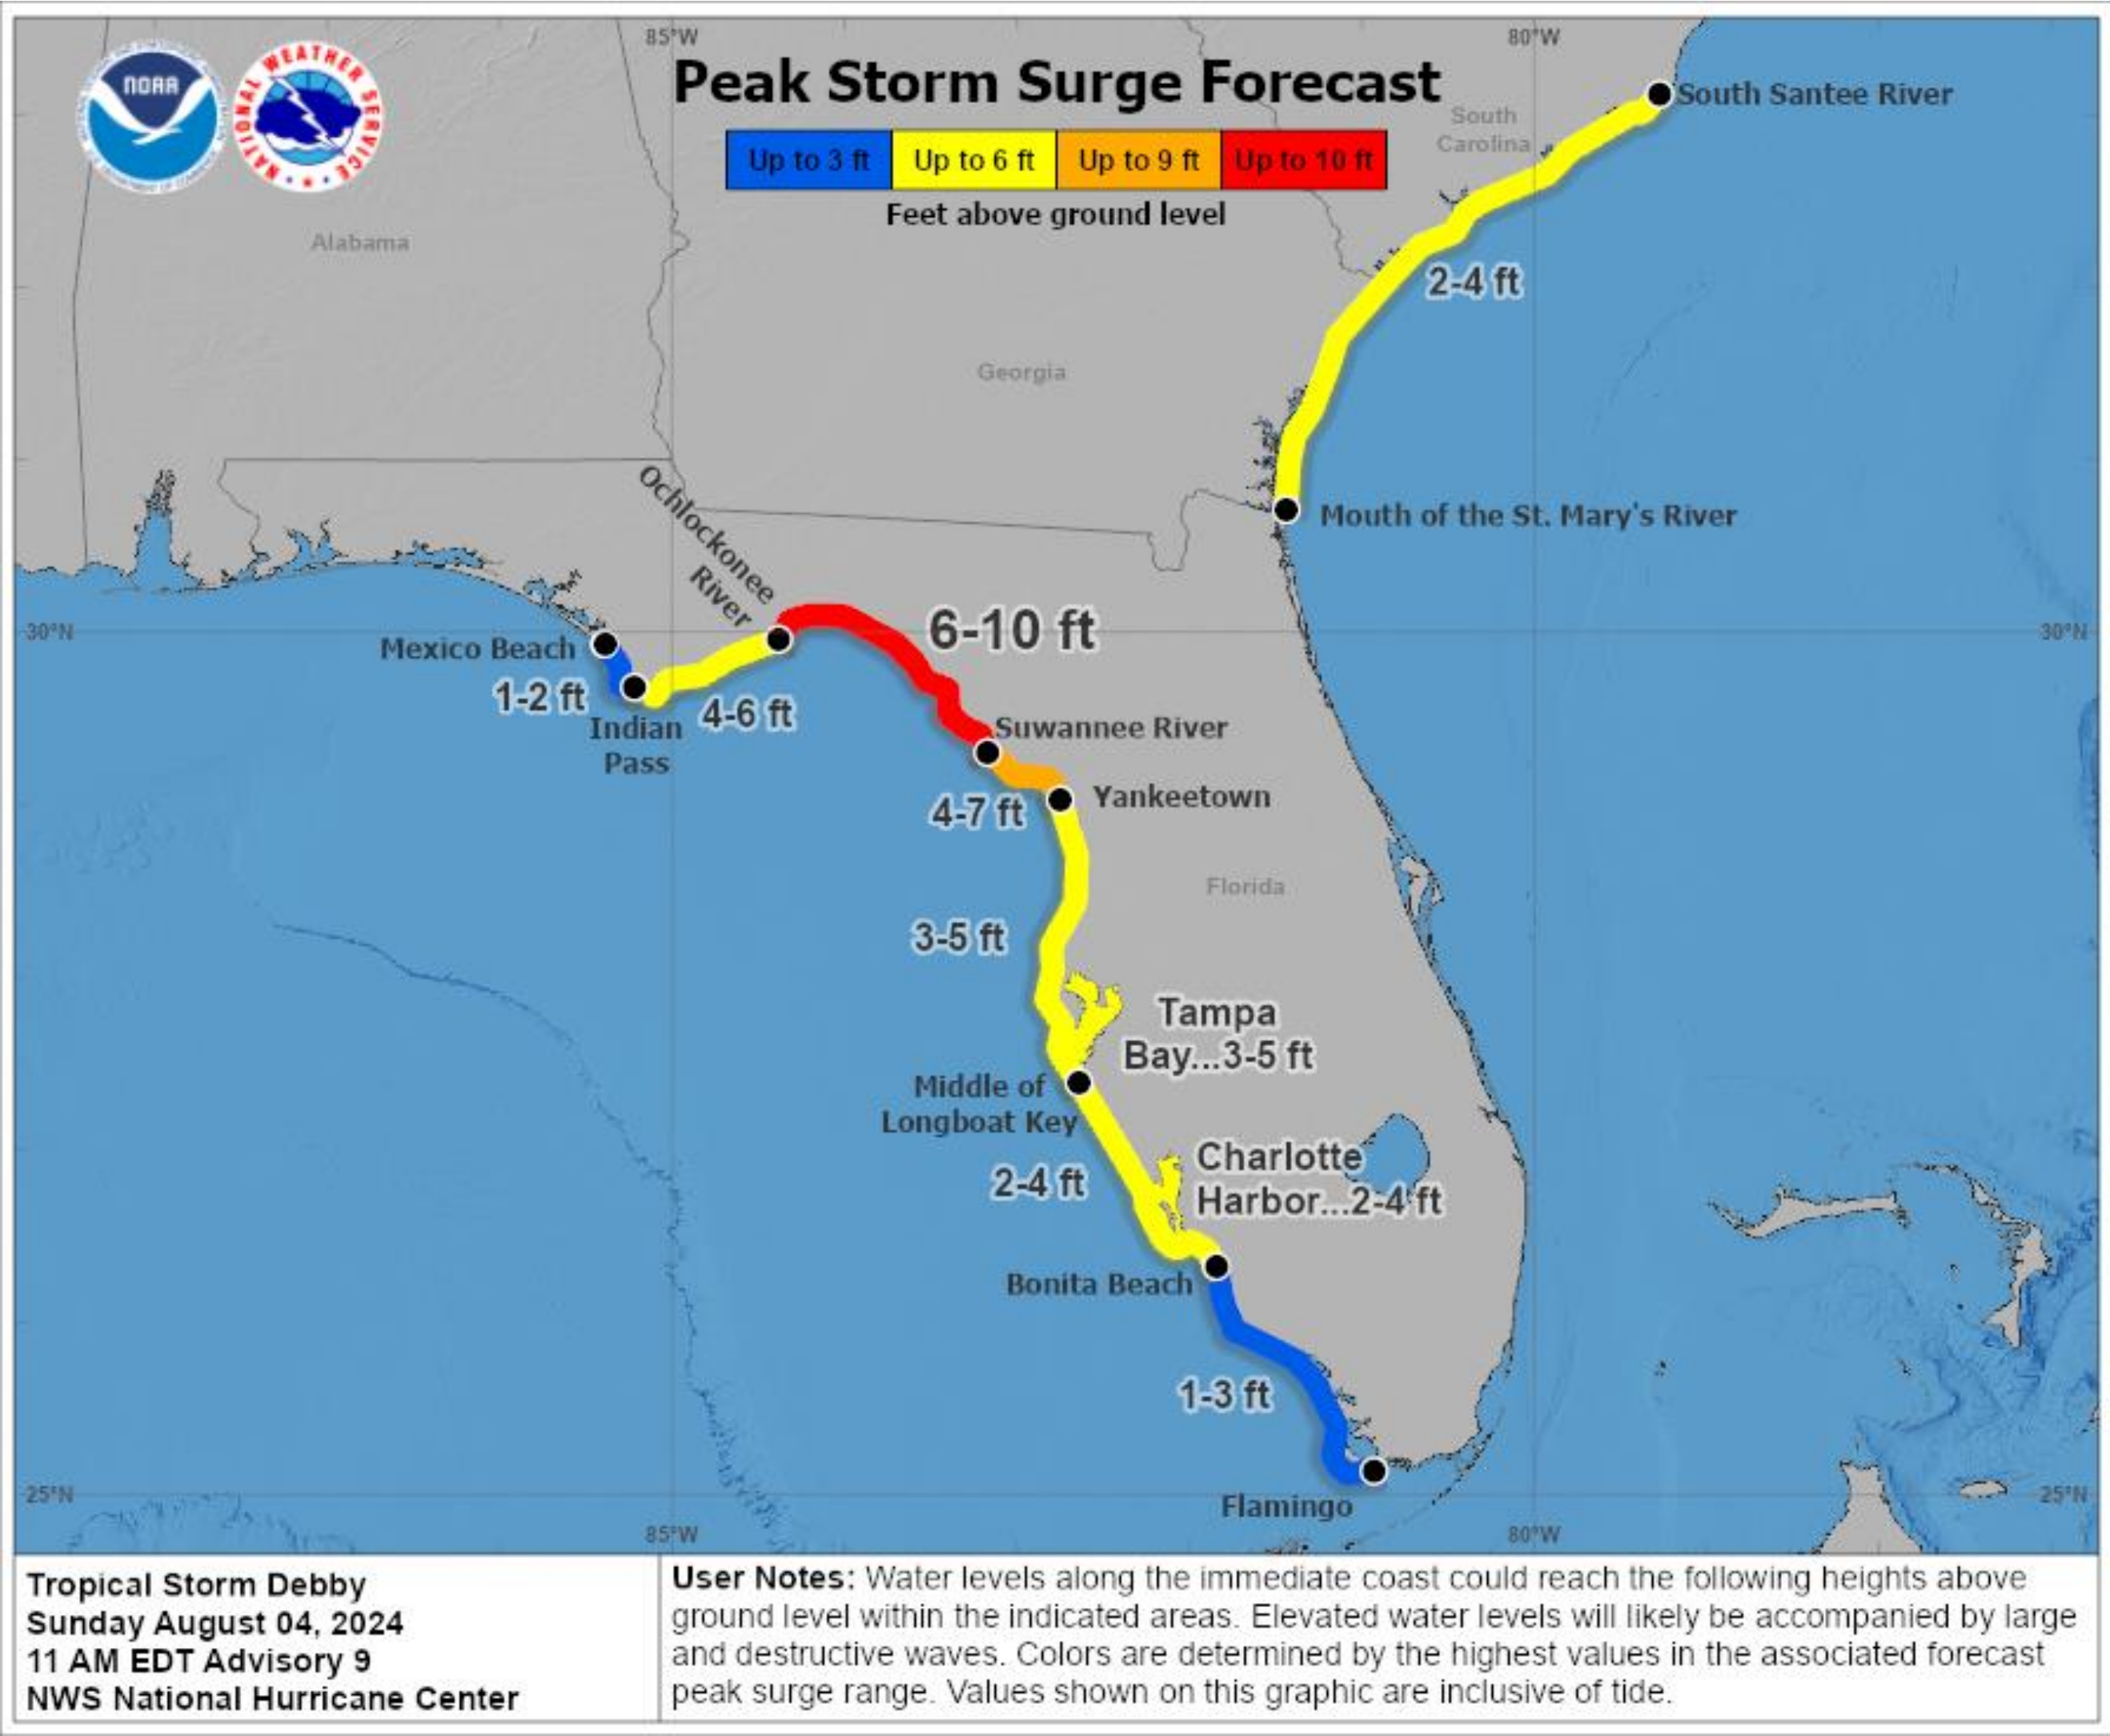 85°W
80°W
NOAA
NATIONAL WEATHER SERVICE
Peak Storm Surge Forecast
Up to 3 ft
Up to 6 ft
Up to 9 ft
Up to 10 ft
Feet above ground level
South Santee River
South
Carolina
Alabama
2-4 ft
Georgia
Ochlockonee
River
Mouth of the St. Mary's River
30°N
30°N
6-10 ft
Mexico Beach
1-2 ft
4-6 ft
Indian
Pass
Suwannee River
Yankeetown
4-7 ft
Florida
3-5 ft
Tampa
Bay...3-5 ft
Middle of
Longboat Key
2-4 ft
Charlotte
Harbor...2-4 ft
Bonita Beach
1-3 ft
Flamingo
25°N
25°N
85°W
80°W
Tropical Storm Debby
Sunday August 04, 2024
11 AM EDT Advisory 9
NWS National Hurricane Center
User Notes: Water levels along the immediate coast could reach the following heights above
ground level within the indicated areas. Elevated water levels will likely be accompanied by large
and destructive waves. Colors are determined by the highest values in the associated forecast
peak surge range. Values shown on this graphic are inclusive of tide.